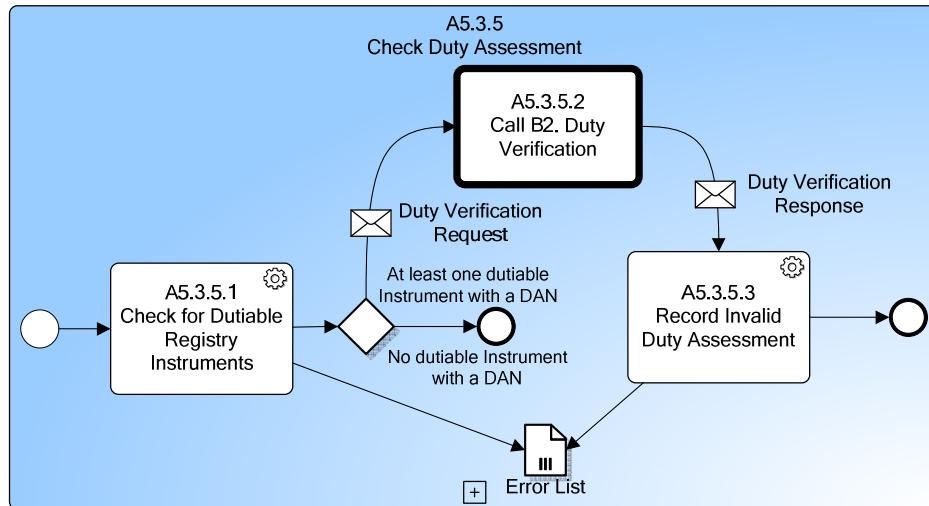 A5.3.5
Check Duty Assessment
A5.3.5.2
Call B2. Duty
Verification
Duty Verification
Request
Duty Verification
Response
At least one dutiable
Instrument with a DAN
A5.3.5.1
Check for Dutiable
Registry
Instruments
No dutiable Instrument
with a DAN
A5.3.5.3
Record Invalid
Duty Assessment
Error List